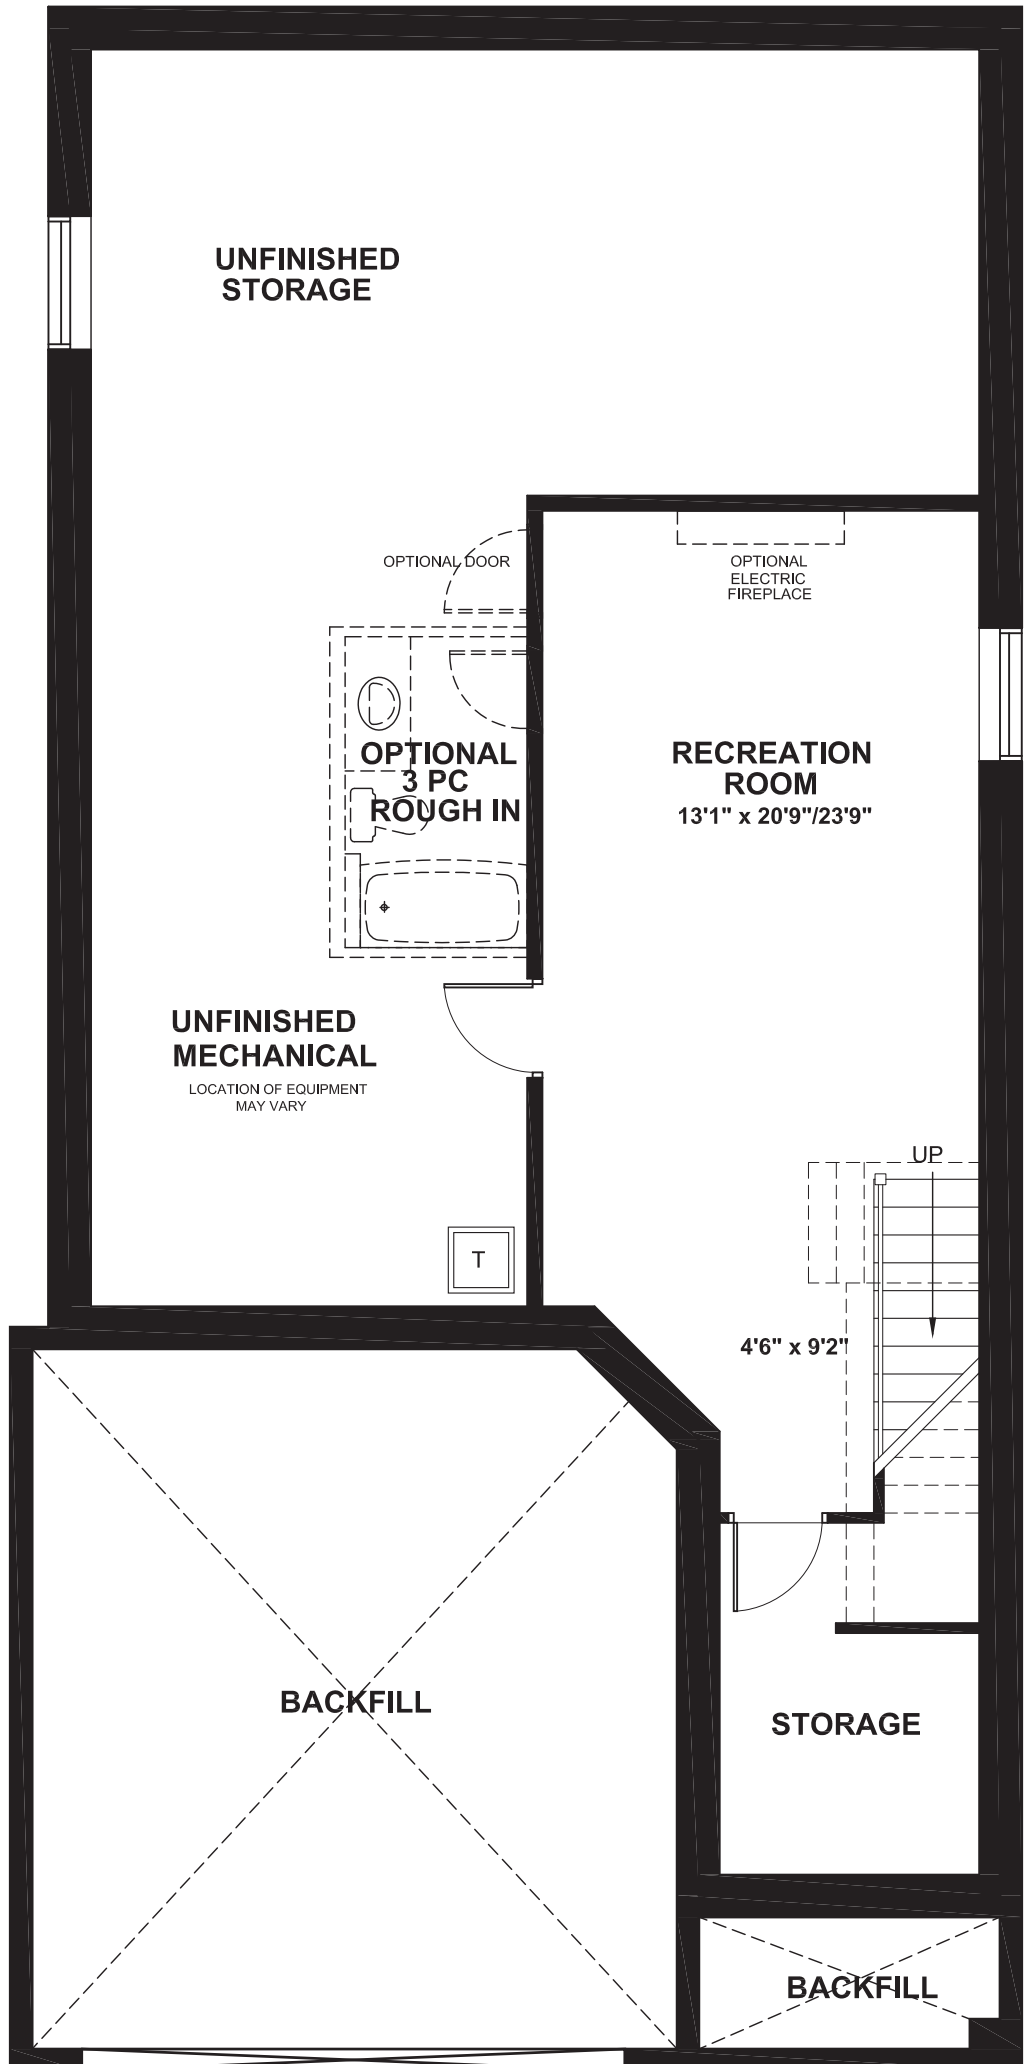 UNFINISHED
STORAGE
OPTIONAL DOOR
OPTIONAL
ELECTRIC
FIREPLACE
OPTIONAL
3 PC
ROUGH IN
RECREATION
ROOM
13'1" x 20'9"/23'9"
UNFINISHED
MECHANICAL
LOCATION OF EQUIPMENT
MAY VARY
UP
T
4'6" x 9'2"
BACKFILL
STORAGE
BACKFILL